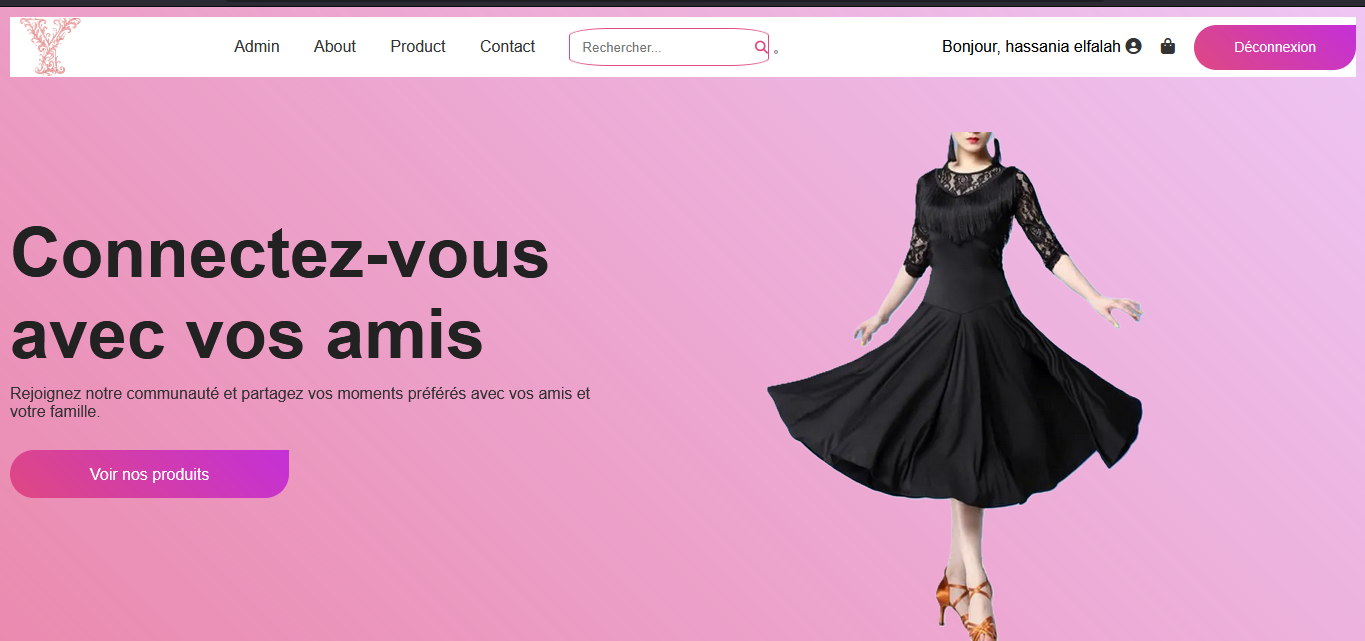 Y
Admin About Product Contact Rechercher... Bonjour, hassania elfalah Déconnexion
Connectez-vous
avec vos amis
Rejoignez notre communauté et partagez vos moments préférés avec vos amis et
votre famille.
Voir nos produits